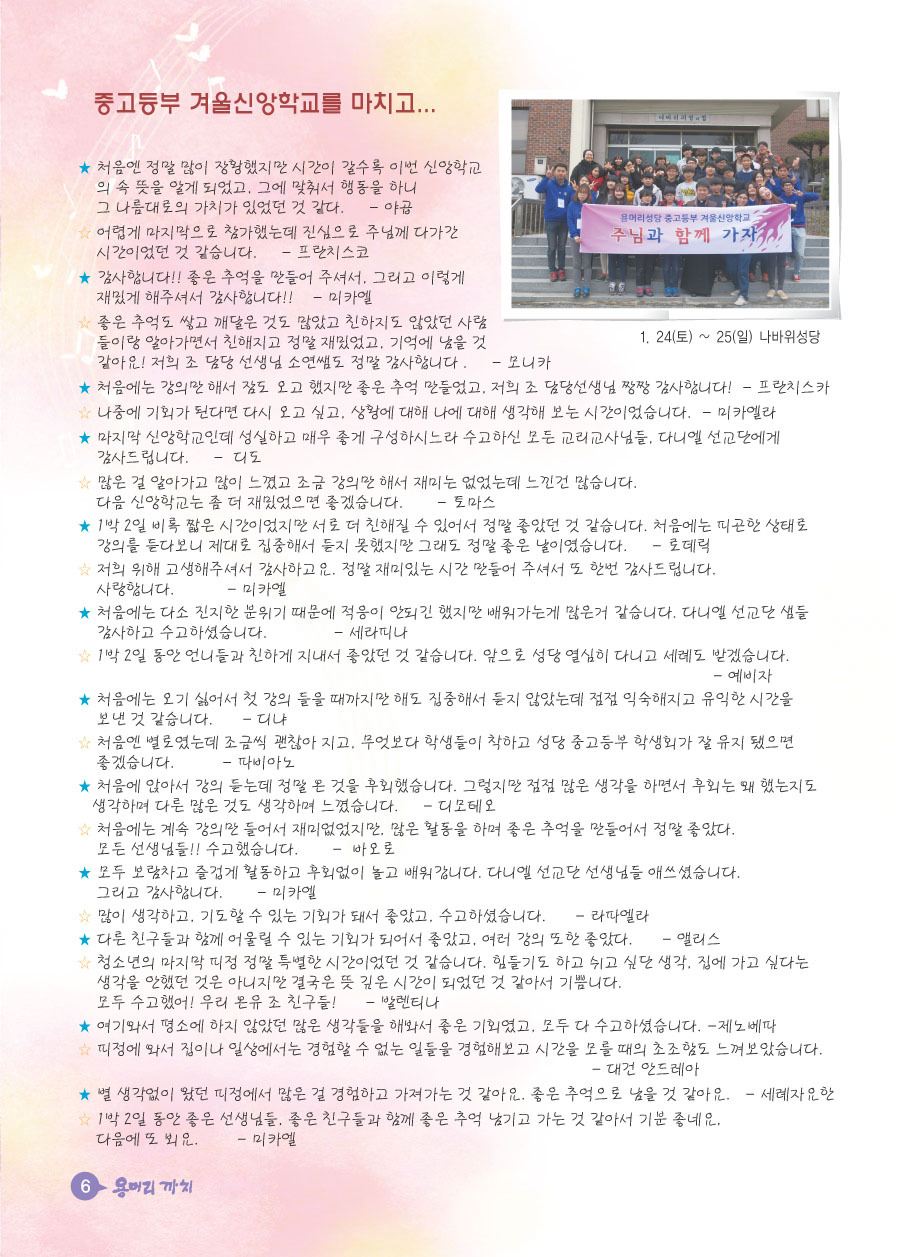 중고등부 겨울신앙학교를 마치고...
★ 처음엔 정말 많이 장황했지만 시간이 갈수록 이번 신앙학교
의 속 뜻을 알게 되었고, 그에 맞춰서 행동을 하니
그 나름대로의 가치가 있었던 것 같다. - 야곱
☆ 어렵게 마지막으로 참가했는데 진심으로 주님께 다가간
시간이었던 것 같습니다. - 프란치스코
★ 감사합니다!! 좋은 추억을 만들어 주셔서, 그리고 이렇게
재밌게 해주셔서 감사합니다!! - 미카엘
☆ 좋은 추억도 쌓고 깨달은 것도 많았고 친하지도 않았던 사람
들이랑 알아가면서 친해지고 정말 재밌었고, 기억에 남을 것
같아요! 저희 조 담당 선생님 소연쌤도 정말 감사합니다. - 모니카
용머리성당 중고등부 겨울신앙학교
주님과 함께 가자
1. 24(토) ~ 25(일) 나바위성당
★ 처음에는 강의만 해서 잠도 오고 했지만 좋은 추억 만들었고, 저희 조 담당선생님 짱짱 감사합니다! - 프란치스카
☆ 나중에 기회가 된다면 다시 오고 싶고, 상황에 대해 나에 대해 생각해 보는 시간이었습니다. - 미카엘라
★ 마지막 신앙학교인데 성실하고 매우 좋게 구성하시느라 수고하신 모든 교리교사님들, 다니엘 선교단에게
감사드립니다. - 디도
☆ 많은 걸 알아가고 많이 느꼈고 조금 강의만 해서 재미는 없었는데 느낀건 많습니다.
다음 신앙학교는 좀 더 재밌었으면 좋겠습니다. - 토마스
★ 1박 2일 비록 짧은 시간이었지만 서로 더 친해질 수 있어서 정말 좋았던 것 같습니다. 처음에는 피곤한 상태로
강의를 듣다보니 제대로 집중해서 듣지 못했지만 그래도 정말 좋은 날이였습니다. - 로데릭
☆ 저희 위해 고생해주셔서 감사하고요, 정말 재미있는 시간 만들어 주셔서 또 한번 감사드립니다.
사랑합니다. - 미카엘
★ 처음에는 다소 진지한 분위기 때문에 적응이 안되긴 했지만 배워가는게 많은거 같습니다. 다니엘 선교단 샘들
감사하고 수고하셨습니다. - 세라피나
☆ 1박 2일 동안 언니들과 친하게 지내서 좋았던 것 같습니다. 앞으로 성당 열심히 다니고 세례도 받겠습니다.
- 예비자
★ 처음에는 오기 싫어서 첫 강의 들을 때까지만 해도 집중해서 듣지 않았는데 점점 익숙해지고 유익한 시간을
보낸 것 같습니다. - 디냐
☆ 처음엔 별로였는데 조금씩 괜찮아 지고, 무엇보다 학생들이 착하고 성당 중고등부 학생회가 잘 유지 됐으면
좋겠습니다. - 파비아노
★ 처음에 앉아서 강의 듣는데 정말 온 것을 후회했습니다. 그렇지만 점점 많은 생각을 하면서 후회는 왜 했는지도
생각하며 다른 많은 것도 생각하며 느꼈습니다. - 디모테오
☆ 처음에는 계속 강의만 들어서 재미없었지만, 많은 활동을 하며 좋은 추억을 만들어서 정말 좋았다.
모든 선생님들!! 수고했습니다. - 바오로
★ 모두 보람차고 즐겁게 활동하고 후회없이 놀고 배워갑니다. 다니엘 선교단 선생님들 애쓰셨습니다.
그리고 감사합니다. - 미카엘
☆ 많이 생각하고, 기도할 수 있는 기회가 돼서 좋았고, 수고하셨습니다. - 라파엘라
★ 다른 친구들과 함께 어울릴 수 있는 기회가 되어서 좋았고, 여러 강의 또한 좋았다. - 앨리스
☆ 청소년의 마지막 피정 정말 특별한 시간이었던 것 같습니다. 힘들기도 하고 쉬고 싶단 생각, 집에 가고 싶다는
생각을 안했던 것은 아니지만 결국은 뜻 깊은 시간이 되었던 것 같아서 기쁩니다.
모두 수고했어! 우리 온유 조 친구들! - 발렌티나
★ 여기와서 평소에 하지 않았던 많은 생각들을 해봐서 좋은 기회였고, 모두 다 수고하셨습니다. -제노베파
☆ 피정에 와서 집이나 일상에서는 경험할 수 없는 일들을 경험해보고 시간을 모를 때의 초조함도 느껴보았습니다.
- 대건 안드레아
★ 별 생각없이 왔던 피정에서 많은 걸 경험하고 가져가는 것 같아요. 좋은 추억으로 남을 것 같아요. - 세례자요한
☆ 1박 2일 동안 좋은 선생님들, 좋은 친구들과 함께 좋은 추억 남기고 가는 것 같아서 기분 좋네요,
다음에 또 뵈요. - 미카엘
6 용머리 까치